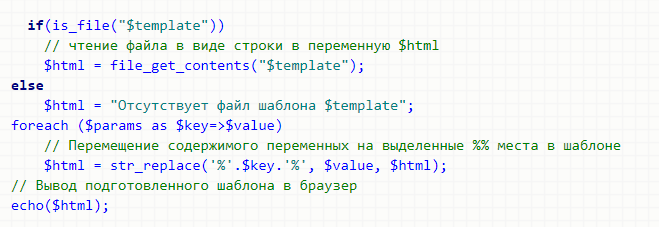 if(is_file("$template"))
// чтение файла в виде строки в переменную $html
$html = file_get_contents("$template");
else
$html = "Отсутствует файл шаблона $template";
foreach ($params as $key=>$value)
// Перемещение содержимого переменных на выделенные %% места в шаблоне
$html = str_replace('%'.$key.'%', $value, $html);
// Вывод подготовленного шаблона в браузер
echo($html);